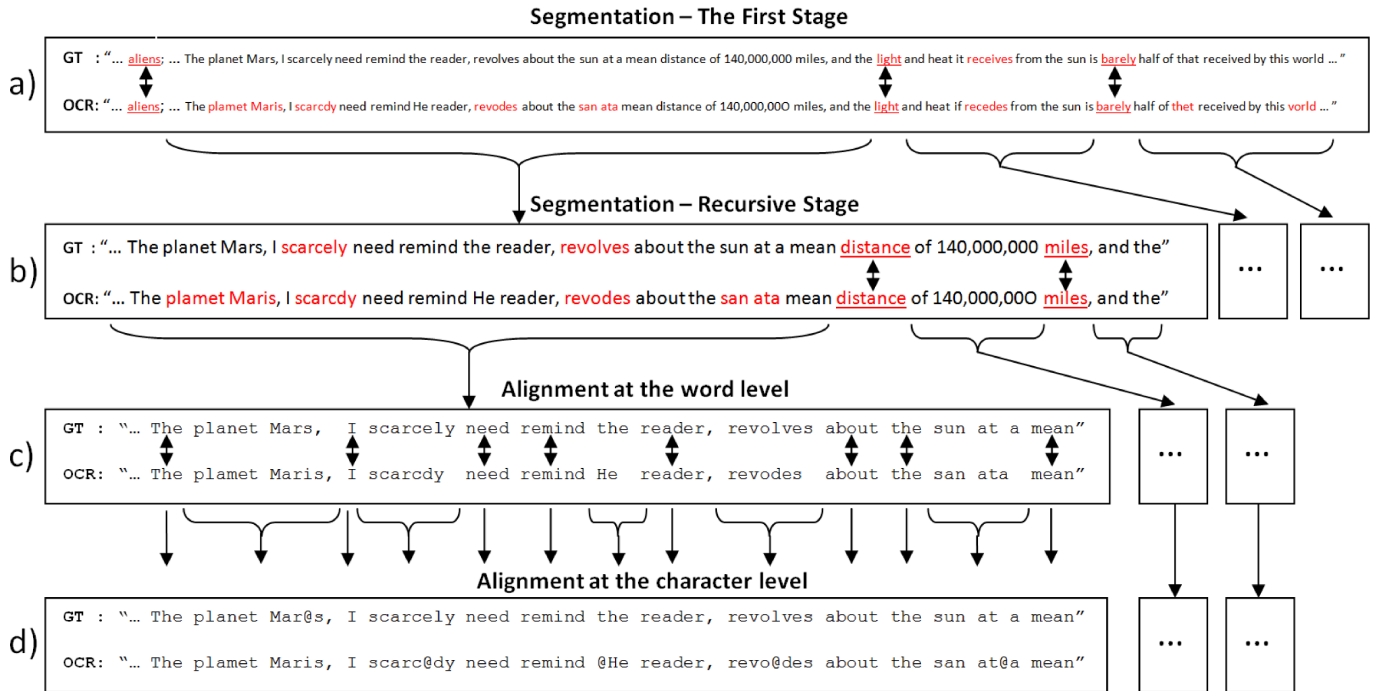 Segmentation – The First Stage
a)
GT : “... aliens; ... The planet Mars, I scarcely need remind the reader, revolves about the sun at a mean distance of 140,000,000 miles, and the light and heat it receives from the sun is barely half of that received by this world ... ”
OCR: “... aliens; ... The plamet Maris, I scarcdy need remind He reader, revodes about the san ata mean distance of 140,000,00O miles, and the light and heat if recedes from the sun is barely half of thet received by this vorld ... ”
Segmentation – Recursive Stage
b)
GT : “... The planet Mars, I scarcely need remind the reader, revolves about the sun at a mean distance of 140,000,000 miles, and the”
OCR: “... The plamet Maris, I scarcdy need remind He reader, revodes about the san ata mean distance of 140,000,00O miles, and the”
...
...
Alignment at the word level
c)
GT : “… The planet Mars, I scarcely need remind the reader, revolves about the sun at a mean”
OCR: “… The plamet Maris, I scarcdy need remind He reader, revodes about the san ata mean”
...
...
Alignment at the character level
d)
GT : “… The planet Mar@s, I scarcely need remind the reader, revolves about the sun at a mean”
OCR: “… The plamet Maris, I scarc@dy need remind @He reader, revo@des about the san at@a mean”
...
...